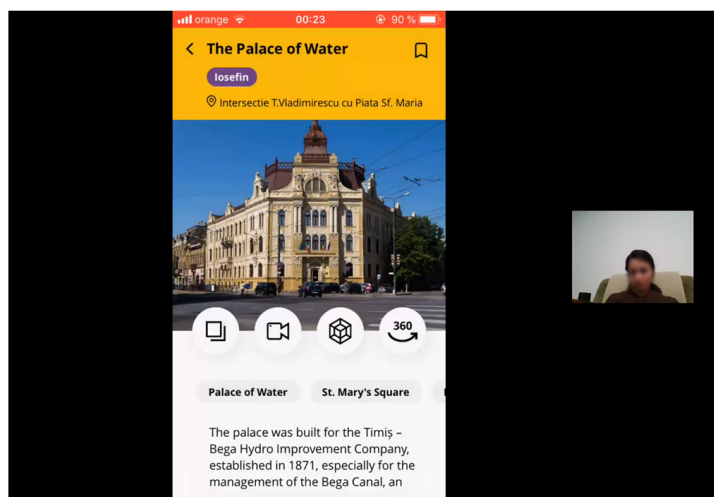 orange 00:23 90 %
The Palace of Water
Iosefin
Intersectie T.Vladimirescu cu Piata Sf. Maria
360
Palace of Water St. Mary's Square
The palace was built for the Timiș –
Bega Hydro Improvement Company,
established in 1871, especially for the
management of the Bega Canal, an